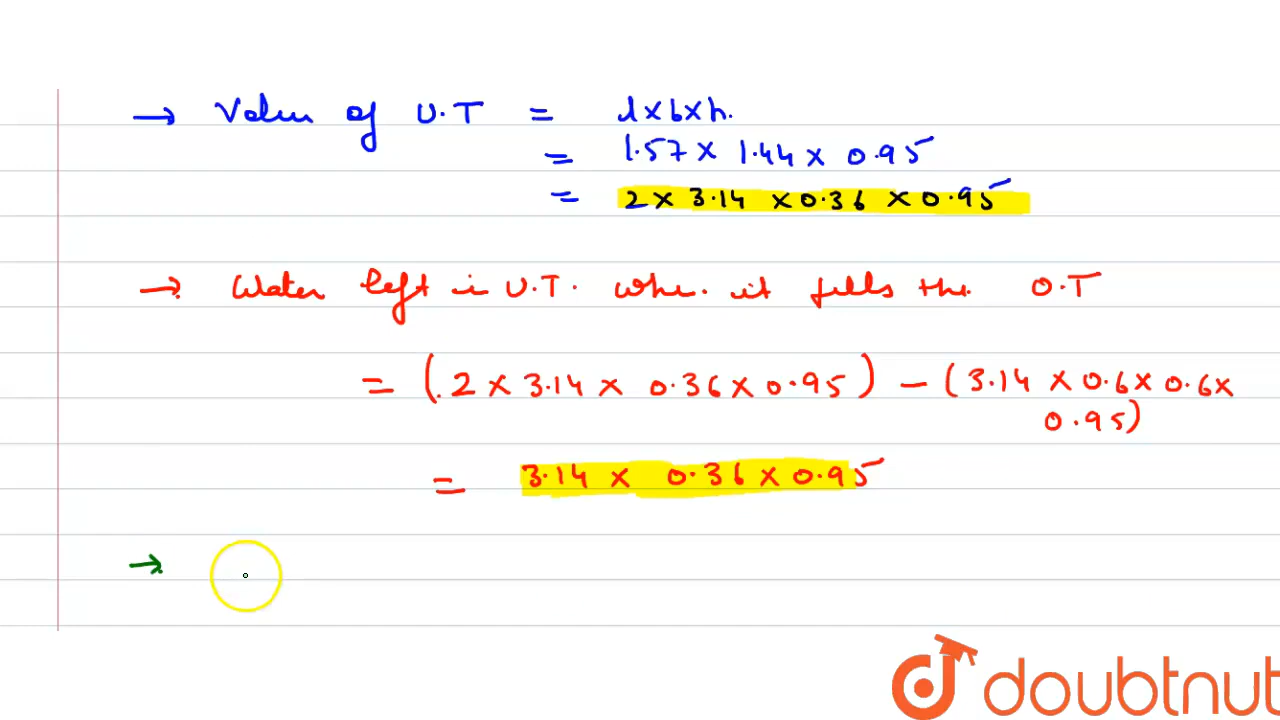 → Volum of U.T = l×b×h.
= 1.57 × 1.44 × 0.95
= 2 × 3.14 × 0.36 × 0.95
→ Water left in U.T. whe. it fills the O.T
= (2 × 3.14 × 0.36 × 0.95) - (3.14 × 0.6 × 0.6 ×
0.95)
= 3.14 × 0.36 × 0.95
→
doubtnut